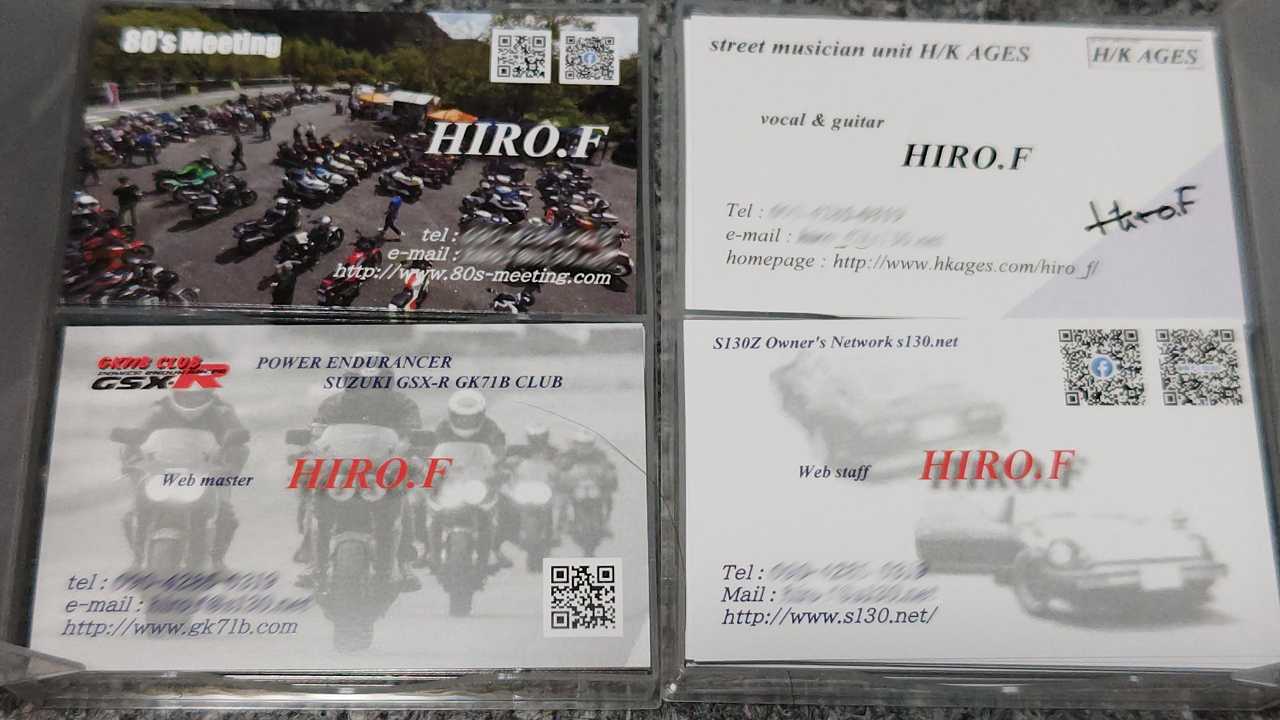 80's Meeting
HIRO.F
tel :
e-mail :
http://www.80s-meeting.com
street musician unit H/K AGES
H/K AGES
vocal & guitar
HIRO.F
Hiro.F
Tel :
e-mail :
homepage : http://www.hkages.com/hiro_f/
GK71B CLUB
POWER ENDURANCER
GSX-R
POWER ENDURANCER
SUZUKI GSX-R GK71B CLUB
Web master
HIRO.F
tel :
e-mail :
http://www.gk71b.com
S130Z Owner's Network s130.net
Web staff
HIRO.F
Tel :
Mail :
http://www.s130.net/